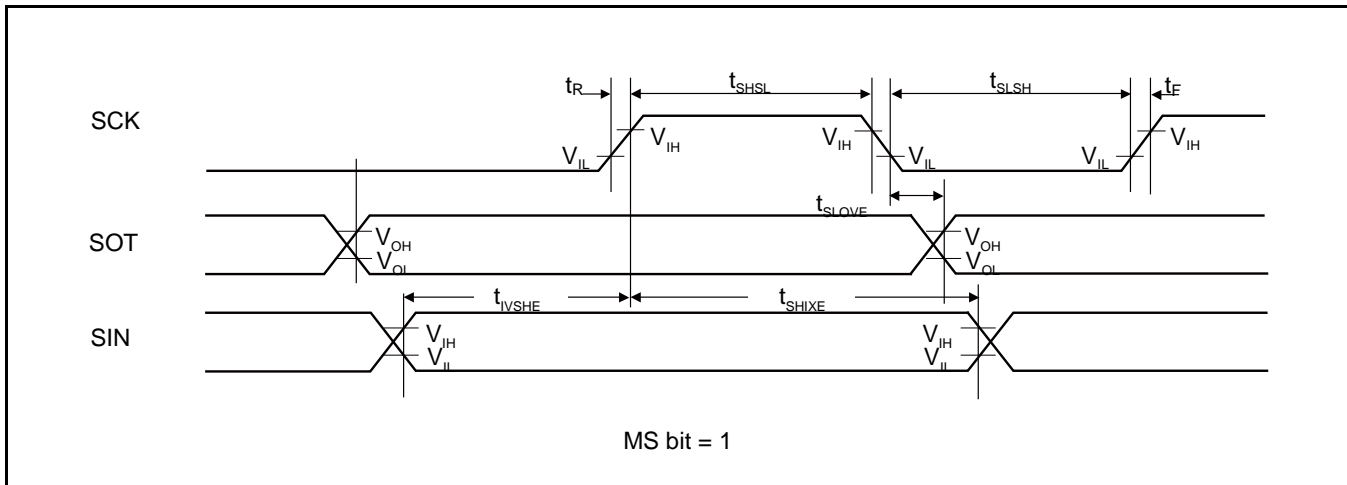 tR tSHSL tSLSH tF
SCK VIH VIH VIH
VIL VIL VIL
tSLOVE
SOT VOH VOH
VOL VOL
tIVSHE tSHIXE
SIN VIH VIH
VIL VIL
MS bit = 1